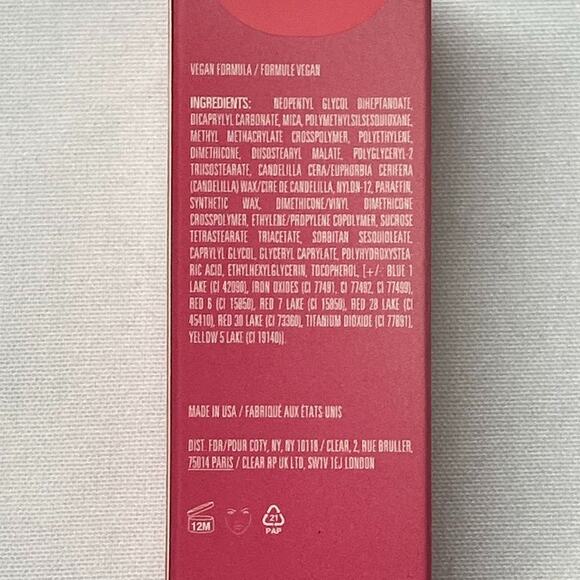 VEGAN FORMULA / FORMULE VEGAN
INGREDIENTS: NEOPENTYL GLYCOL DIHEPTANOATE,
DICAPRYLYL CARBONATE, MICA, POLYMETHYLSILSESQUIOXANE,
METHYL METHACRYLATE CROSSPOLYMER, POLYETHYLENE,
DIMETHICONE, DIISOSTEARYL MALATE, POLYGLYCERYL-2
TRIISOSTEARATE, CANDELILLA CERA/EUPHORBIA CERIFERA
(CANDELILLA) WAX/CIRE DE CANDELILLA, NYLON-12, PARAFFIN,
SYNTHETIC WAX, DIMETHICONE/VINYL DIMETHICONE
CROSSPOLYMER, ETHYLENE/PROPYLENE COPOLYMER, SUCROSE
TETRASTEARATE TRIACETATE, SORBITAN SESQUIOLEATE,
CAPRYLYL GLYCOL, GLYCERYL CAPRYLATE, POLYHYDROXYSTEA-
RIC ACID, ETHYLHEXYLGLYCERIN, TOCOPHEROL, [+/- BLUE 1
LAKE (CI 42090), IRON OXIDES (CI 77491, CI 77492, CI 77499),
RED 6 (CI 15850), RED 7 LAKE (CI 15850), RED 28 LAKE (CI
45410), RED 30 LAKE (CI 73360), TITANIUM DIOXIDE (CI 77891),
YELLOW 5 LAKE (CI 19140)].
MADE IN USA / FABRIQUÉ AUX ÉTATS-UNIS
DIST. FOR/POUR COTY, NY, NY 10118 / CLEAR, 2, RUE BRULLER,
75014 PARIS / CLEAR RP UK LTD, SW1V 1EJ LONDON
12M
21
PAP